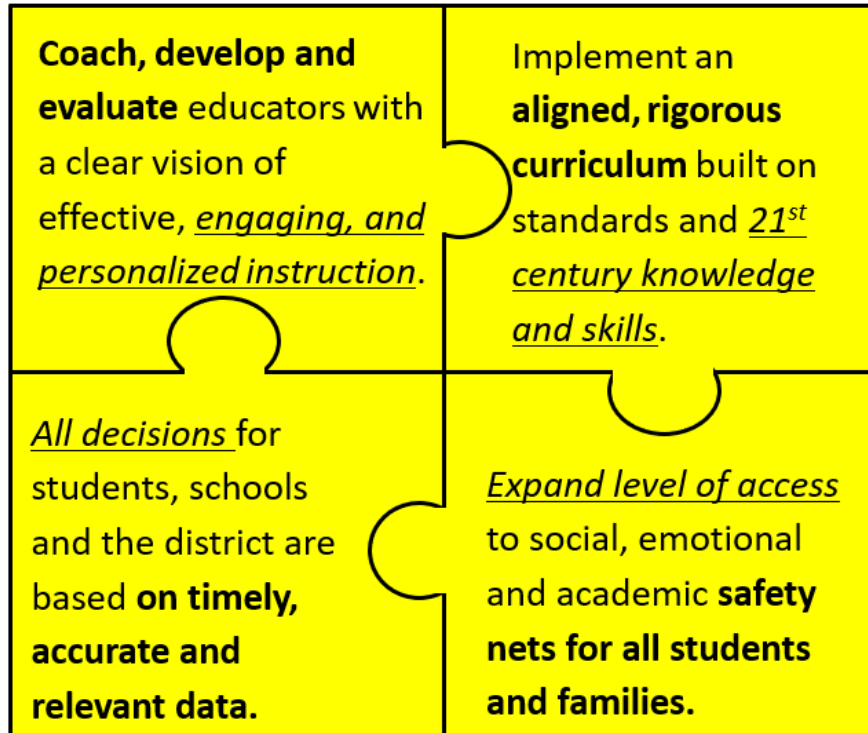 Coach, develop and
evaluate educators with
a clear vision of
effective, engaging, and
personalized instruction.
Implement an
aligned, rigorous
curriculum built on
standards and 21st
century knowledge
and skills.
All decisions for
students, schools
and the district are
based on timely,
accurate and
relevant data.
Expand level of access
to social, emotional
and academic safety
nets for all students
and families.